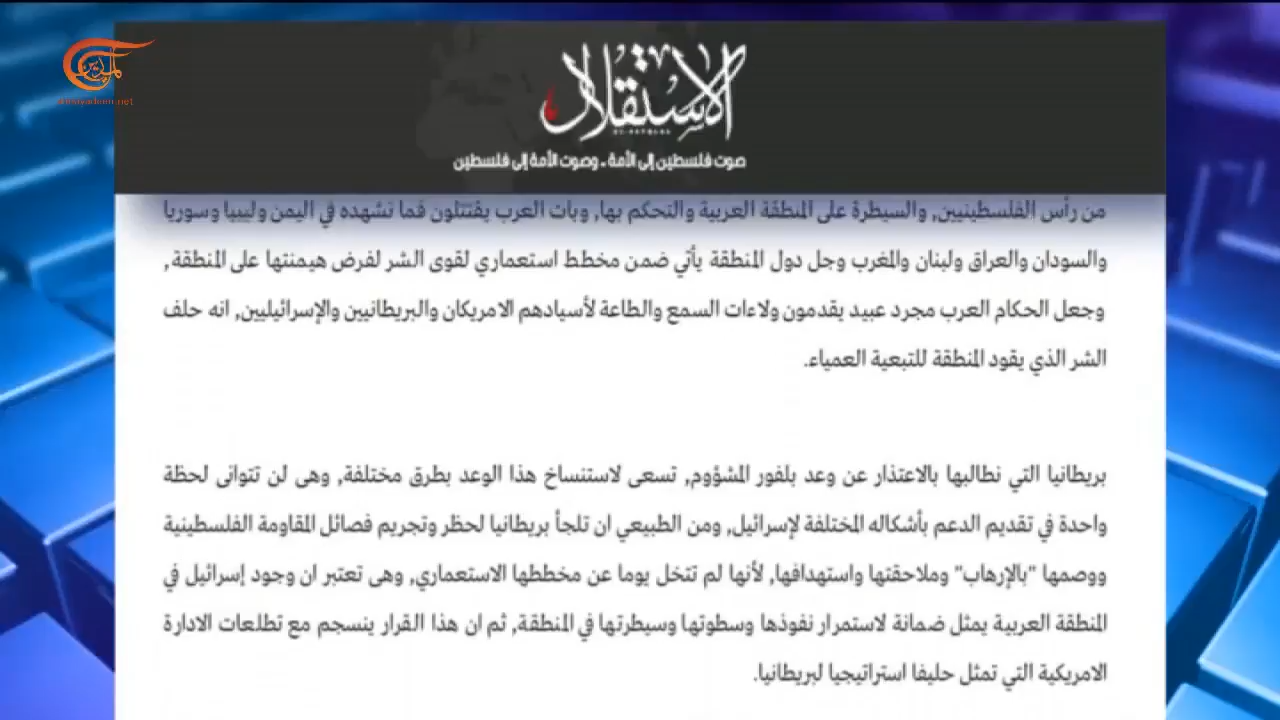 الميادين
almayadeen.net
الاستقلال
صوت فلسطين إلى الأمة . وصوت الأمة إلى فلسطين
من رأس الفلسطينيين, والسيطرة على المنطقة العربية والتحكم بها, وبات العرب يقتتلون فما نشهده في اليمن وليبيا وسوريا
والسودان والعراق ولبنان والمغرب وجل دول المنطقة يأتي ضمن مخطط استعماري لقوى الشر لفرض هيمنتها على المنطقة,
وجعل الحكام العرب مجرد عبيد يقدمون ولاءات السمع والطاعة لأسيادهم الامريكان والبريطانيين والإسرائيليين, انه حلف
الشر الذي يقود المنطقة للتبعية العمياء.
بريطانيا التي نطالبها بالاعتذار عن وعد بلفور المشؤوم, تسعى لاستنساخ هذا الوعد بطرق مختلفة, وهى لن تتوانى لحظة
واحدة في تقديم الدعم بأشكاله المختلفة لإسرائيل, ومن الطبيعي ان تلجأ بريطانيا لحظر وتجريم فصائل المقاومة الفلسطينية
ووصمها "بالإرهاب" وملاحقتها واستهدافها, لأنها لم تتخل يوما عن مخططها الاستعماري, وهى تعتبر ان وجود إسرائيل في
المنطقة العربية يمثل ضمانة لاستمرار نفوذها وسطوتها وسيطرتها في المنطقة, ثم ان هذا القرار ينسجم مع تطلعات الادارة
الامريكية التي تمثل حليفا استراتيجيا لبريطانيا.